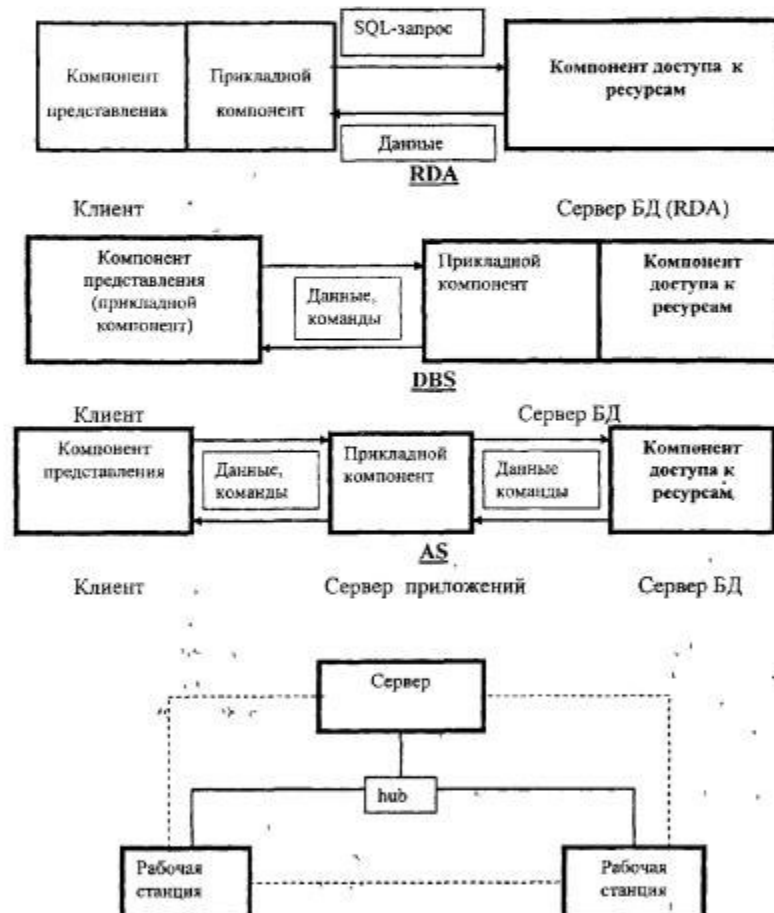 SQL-запрос
Компонент
представления
Прикладной
компонент
Компонент доступа к
ресурсам
Данные
RDA
Клиент
Сервер БД (RDA)
Компонент
представления
(прикладной
компонент)
Данные,
команды
Прикладной
компонент
Компонент
доступа к
ресурсам
DBS
Клиент
Сервер БД
Компонент
представления
Данные,
команды
Прикладной
компонент
Данные
команды
Компонент
доступа к
ресурсам
AS
Клиент
Сервер приложений
Сервер БД
Сервер
hub
Рабочая
станция
Рабочая
станция